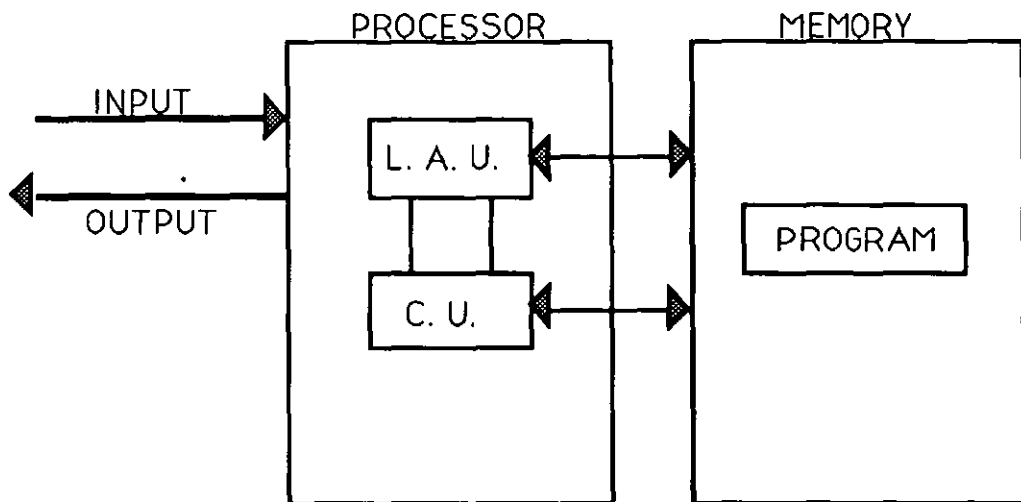 PROCESSOR
MEMORY
INPUT
L. A. U.
OUTPUT
PROGRAM
C. U.